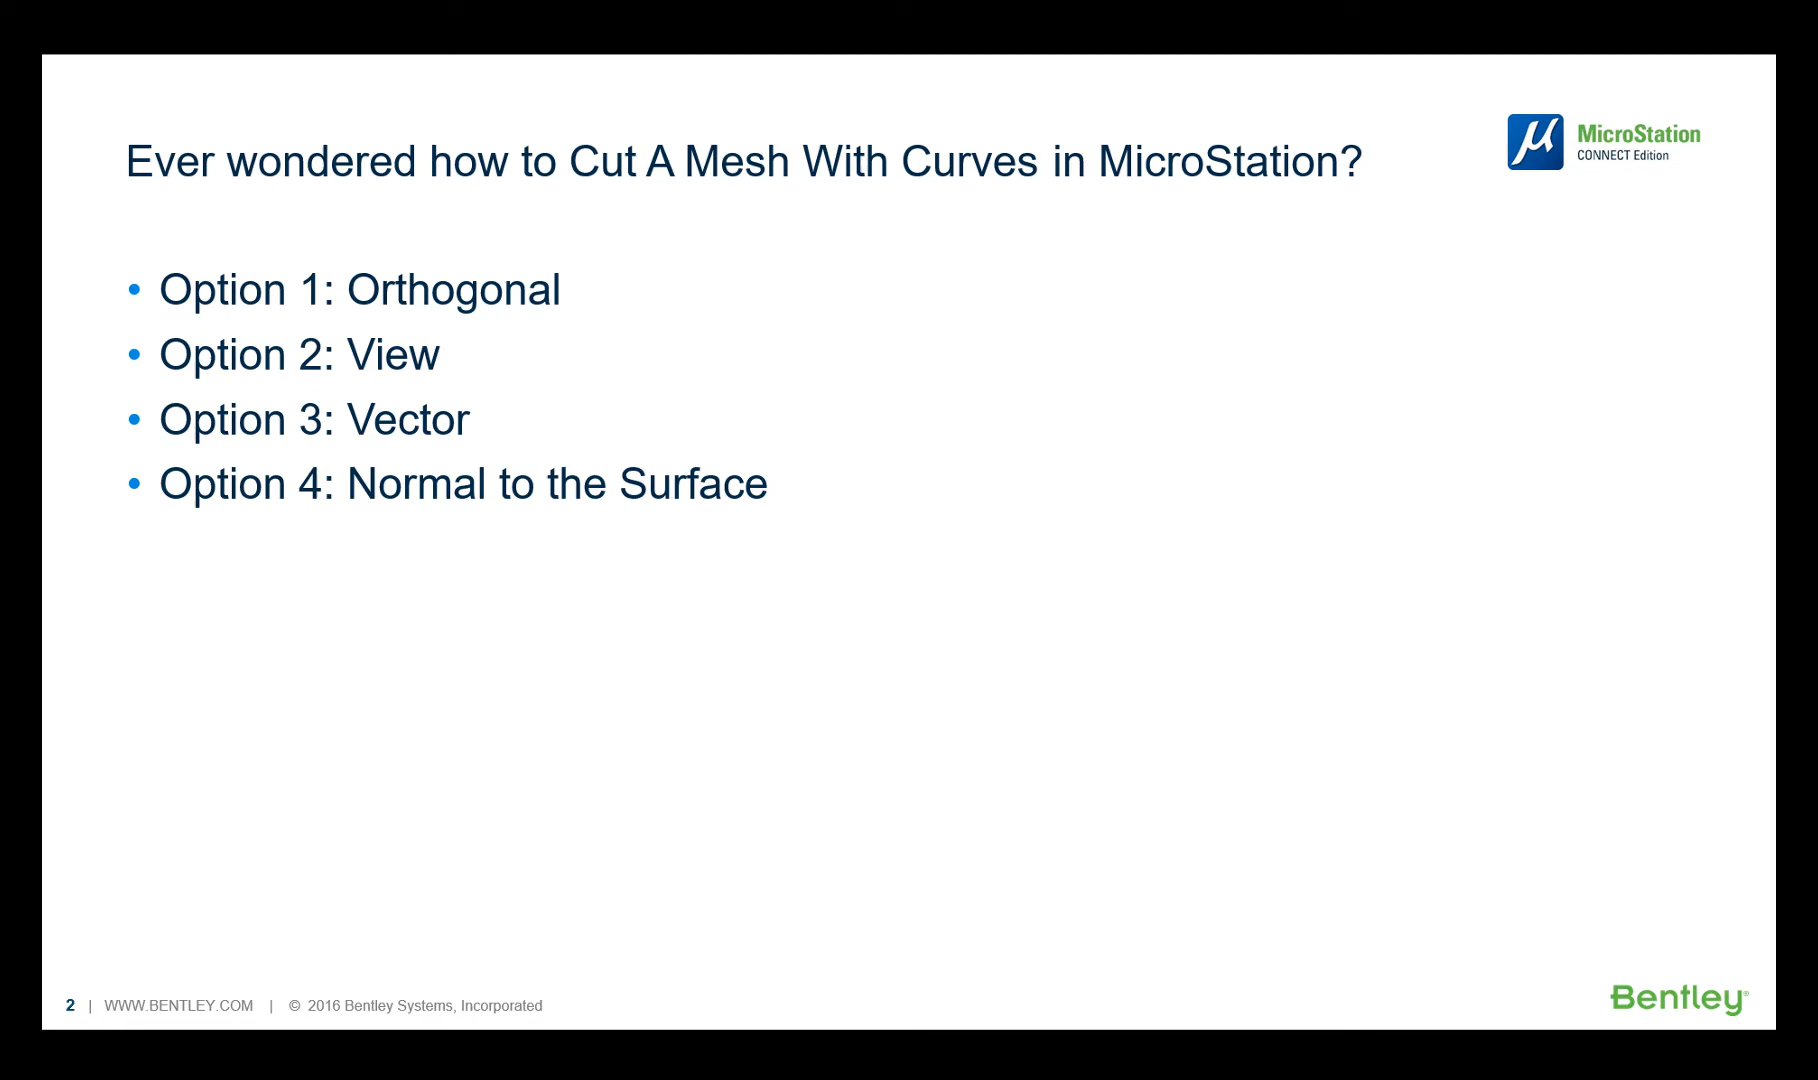 Ever wondered how to Cut A Mesh With Curves in MicroStation?
µ MicroStation
CONNECT Edition
• Option 1: Orthogonal
• Option 2: View
• Option 3: Vector
• Option 4: Normal to the Surface
2 | WWW.BENTLEY.COM | © 2016 Bentley Systems, Incorporated
Bentley®